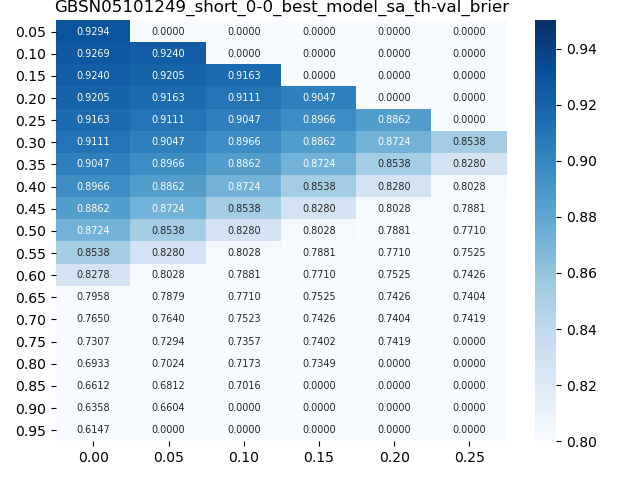 GBSN05101249_short_0-0_best_model_sa_th-val_brier
0.05 0.9294 0.0000 0.0000 0.0000 0.0000 0.0000
0.10 0.9269 0.9240 0.0000 0.0000 0.0000 0.0000
0.15 0.9240 0.9205 0.9163 0.0000 0.0000 0.0000
0.20 0.9205 0.9163 0.9111 0.9047 0.0000 0.0000
0.25 0.9163 0.9111 0.9047 0.8966 0.8862 0.0000
0.30 0.9111 0.9047 0.8966 0.8862 0.8724 0.8538
0.35 0.9047 0.8966 0.8862 0.8724 0.8538 0.8280
0.40 0.8966 0.8862 0.8724 0.8538 0.8280 0.8028
0.45 0.8862 0.8724 0.8538 0.8280 0.8028 0.7881
0.50 0.8724 0.8538 0.8280 0.8028 0.7881 0.7710
0.55 0.8538 0.8280 0.8028 0.7881 0.7710 0.7525
0.60 0.8278 0.8028 0.7881 0.7710 0.7525 0.7426
0.65 0.7958 0.7879 0.7710 0.7525 0.7426 0.7404
0.70 0.7650 0.7640 0.7523 0.7426 0.7404 0.7419
0.75 0.7307 0.7294 0.7357 0.7402 0.7419 0.0000
0.80 0.6933 0.7024 0.7173 0.7349 0.0000 0.0000
0.85 0.6612 0.6812 0.7016 0.0000 0.0000 0.0000
0.90 0.6358 0.6604 0.0000 0.0000 0.0000 0.0000
0.95 0.6147 0.0000 0.0000 0.0000 0.0000 0.0000
0.00 0.05 0.10 0.15 0.20 0.25
0.94
0.92
0.90
0.88
0.86
0.84
0.82
0.80